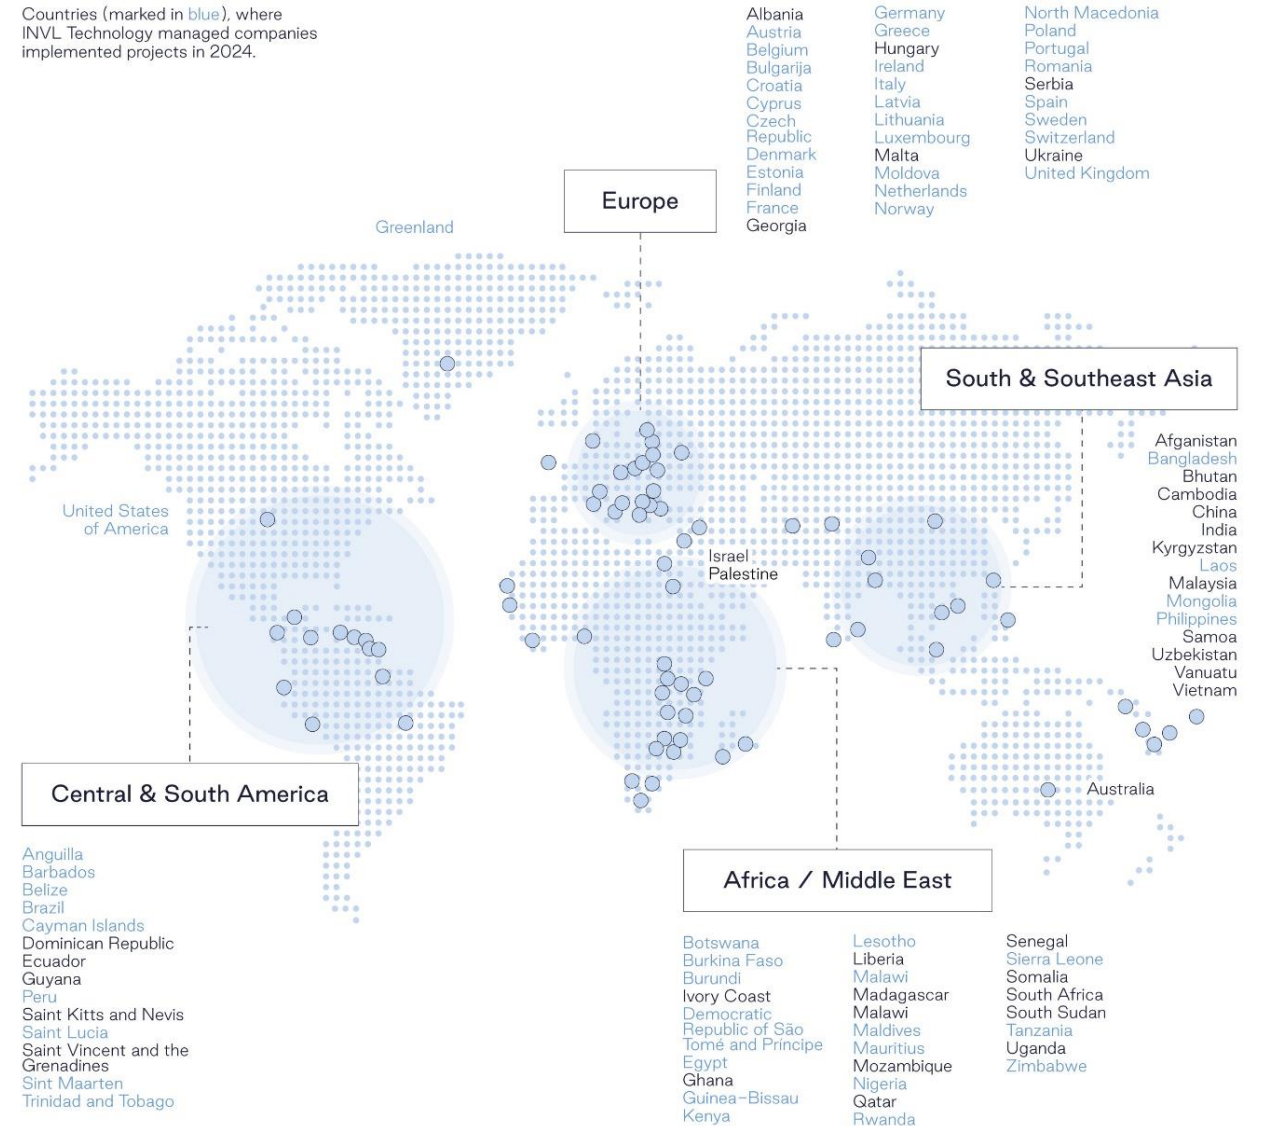 Countries (marked in blue), where
INVL Technology managed companies
implemented projects in 2024.
Albania
Austria
Belgium
Bulgarija
Croatia
Cyprus
Czech
Republic
Denmark
Estonia
Finland
France
Georgia
Germany
Greece
Hungary
Ireland
Italy
Latvia
Lithuania
Luxembourg
Malta
Moldova
Netherlands
Norway
North Macedonia
Poland
Portugal
Romania
Serbia
Spain
Sweden
Switzerland
Ukraine
United Kingdom
Europe
Greenland
South & Southeast Asia
Afganistan
Bangladesh
Bhutan
Cambodia
China
India
Kyrgyzstan
Laos
Malaysia
Mongolia
Philippines
Samoa
Uzbekistan
Vanuatu
Vietnam
United States
of America
Israel
Palestine
Australia
Central & South America
Anguilla
Barbados
Belize
Brazil
Cayman Islands
Dominican Republic
Ecuador
Guyana
Peru
Saint Kitts and Nevis
Saint Lucia
Saint Vincent and the
Grenadines
Sint Maarten
Trinidad and Tobago
Africa / Middle East
Botswana
Burkina Faso
Burundi
Ivory Coast
Democratic
Republic of São
Tomé and Príncipe
Egypt
Ghana
Guinea-Bissau
Kenya
Lesotho
Liberia
Malawi
Madagascar
Malawi
Maldives
Mauritius
Mozambique
Nigeria
Qatar
Rwanda
Senegal
Sierra Leone
Somalia
South Africa
South Sudan
Tanzania
Uganda
Zimbabwe